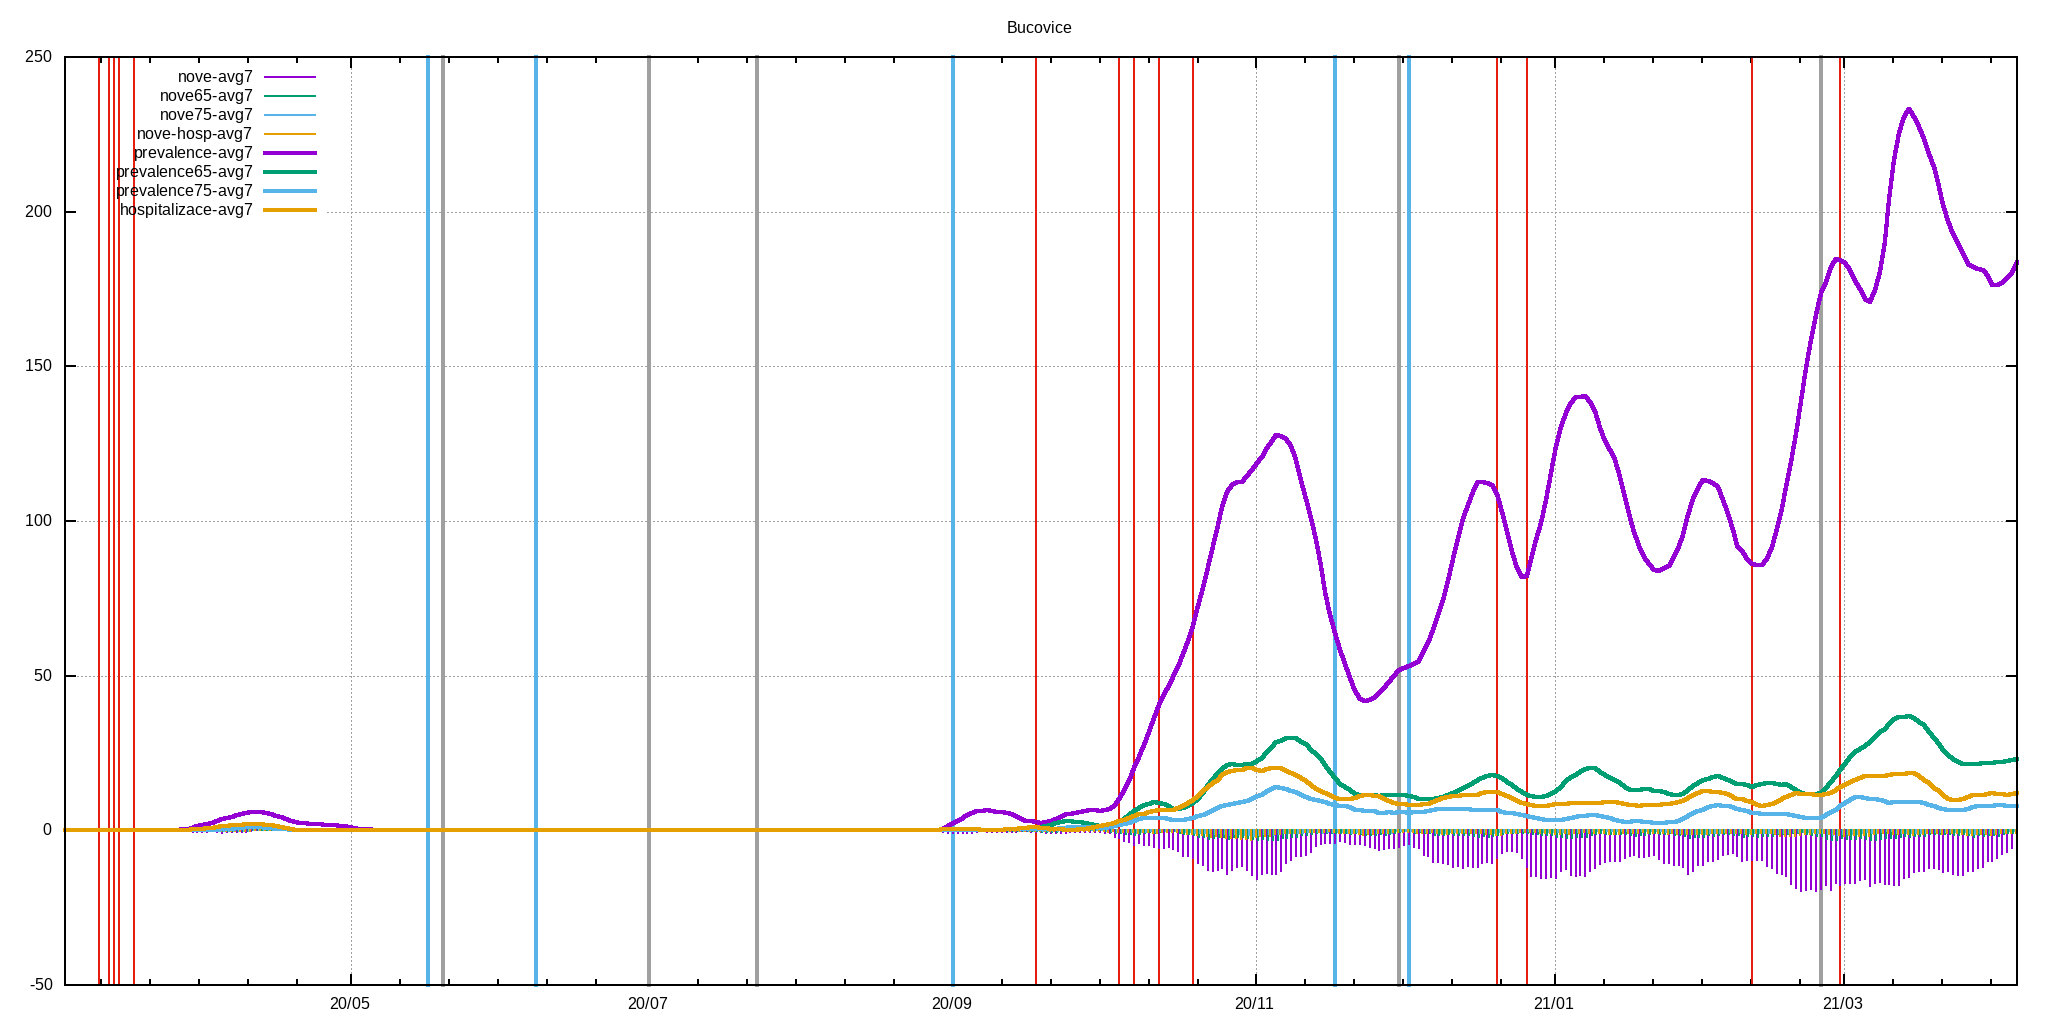 Bucovice
250
200
150
100
50
0
-50
nove-avg7
nove65-avg7
nove75-avg7
nove-hosp-avg7
prevalence-avg7
prevalence65-avg7
prevalence75-avg7
hospitalizace-avg7
20/05 20/07 20/09 20/11 21/01 21/03